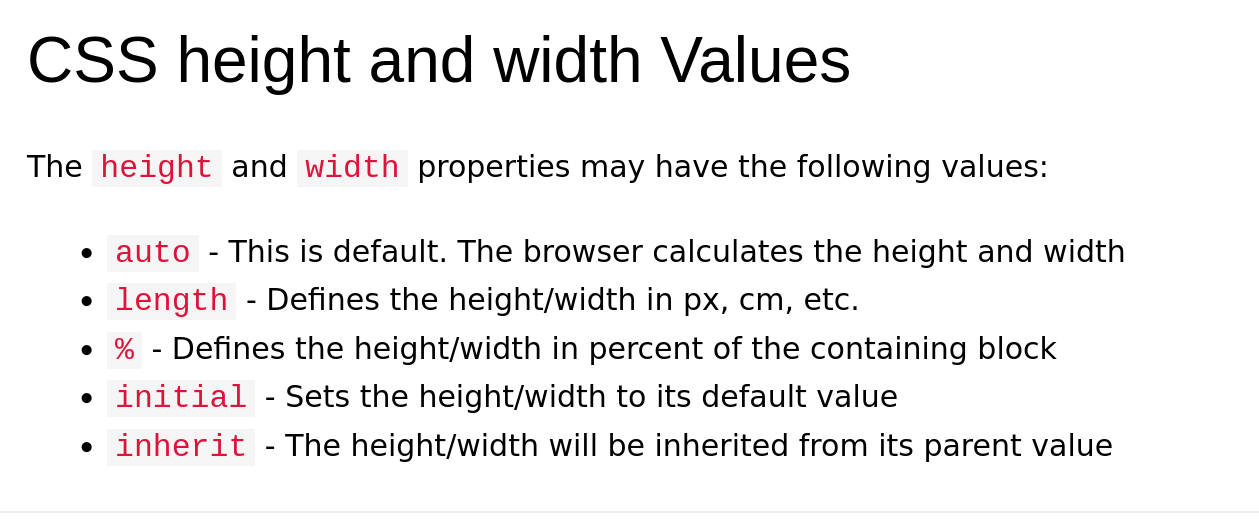 CSS height and width Values
The height and width properties may have the following values:
• auto - This is default. The browser calculates the height and width
• length - Defines the height/width in px, cm, etc.
• % - Defines the height/width in percent of the containing block
• initial - Sets the height/width to its default value
• inherit - The height/width will be inherited from its parent value